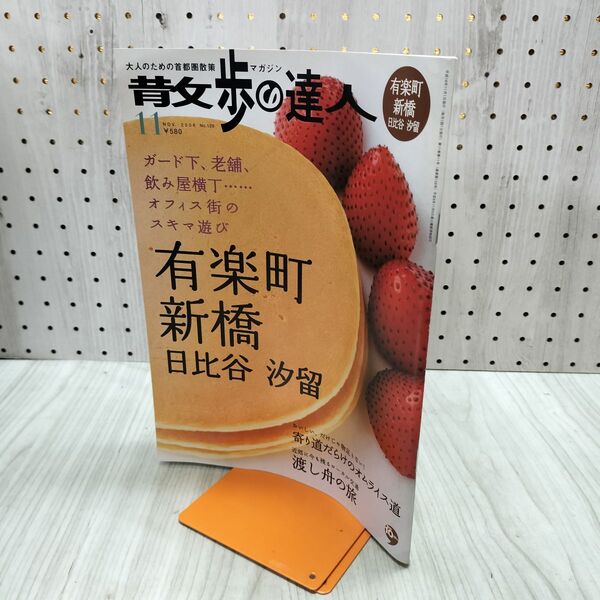 大人のための首都圏散策マガジン
散歩の達人
11
NOV. 2006 No.128
¥580
有楽町
新橋
日比谷 汐留
ガード下、老舗、
飲み屋横丁……
オフィス街の
スキマ遊び
有楽町
新橋
日比谷 汐留
寄り道だらけのオムライス道
渡し舟の旅